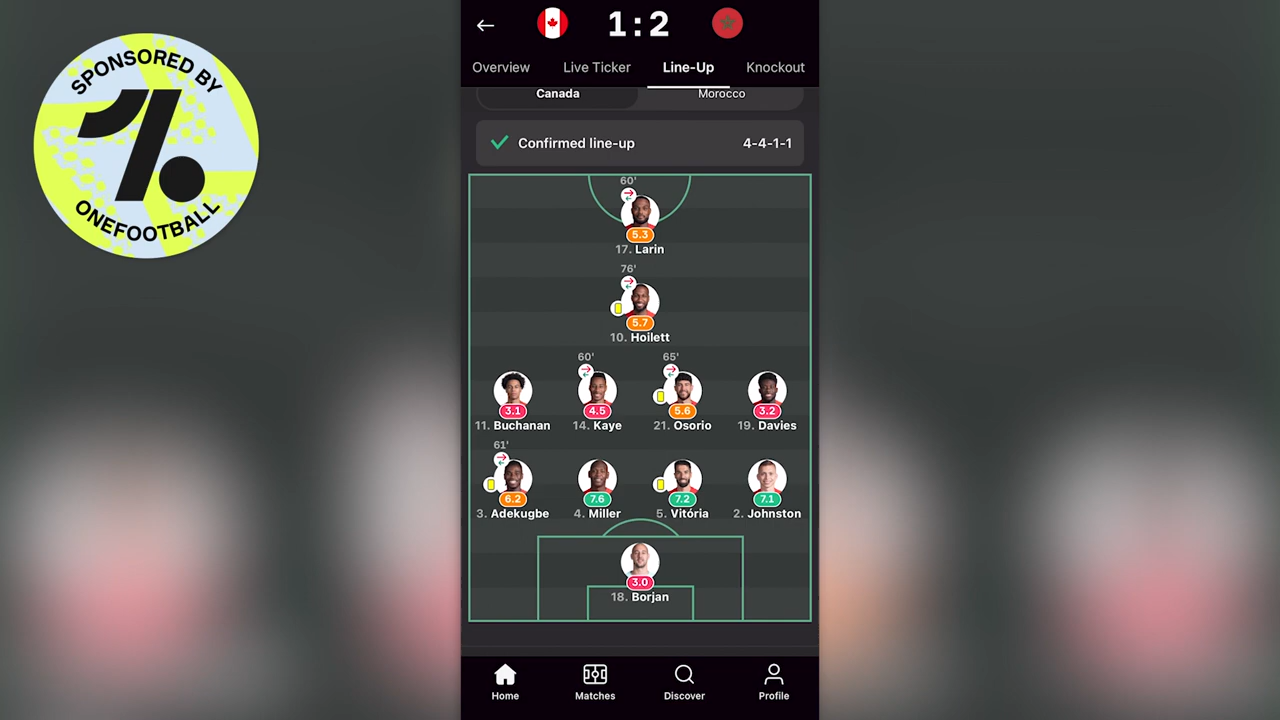 SPONSORED BY
ONEFOOTBALL
1:2
Overview Live Ticker Line-Up Knockout
Canada Morocco
Confirmed line-up 4-4-1-1
60'
5.3
17. Larin
76'
5.7
10. Hoilett
60' 65'
3.1 4.5 5.6 3.2
11. Buchanan 14. Kaye 21. Osorio 19. Davies
61'
6.2 7.6 7.2 7.1
3. Adekugbe 4. Miller 5. Vitória 2. Johnston
3.0
18. Borjan
Home Matches Discover Profile